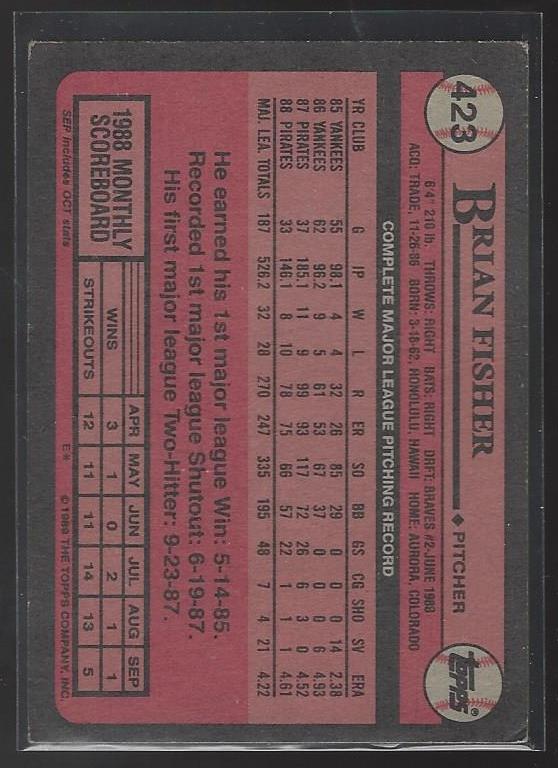 423
BRIAN FISHER ♦ PITCHER
TOPPS®
6'4" 210 lb. THROWS: RIGHT BATS: RIGHT DRFT: BRAVES #2-JUNE 1980
ACQ: TRADE, 11-26-86 BORN: 3-18-62, HONOLULU, HAWAII HOME: AURORA, COLORADO
COMPLETE MAJOR LEAGUE PITCHING RECORD
YR CLUB G IP W L R ER SO BB GS CG SHO SV ERA
85 YANKEES 55 98.1 4 4 32 26 85 29 0 0 0 14 2.38
86 YANKEES 62 96.2 9 5 61 53 67 37 0 0 0 6 4.93
87 PIRATES 37 185.1 11 9 99 93 117 72 26 6 3 0 4.52
88 PIRATES 33 146.1 8 10 78 75 66 57 22 1 1 1 4.61
MAJ. LEA. TOTALS 187 526.2 32 28 270 247 335 195 48 7 4 21 4.22
He earned his 1st major league Win: 5-14-85.
Recorded 1st major league Shutout: 6-19-87.
His first major league Two-Hitter: 9-23-87.
1988 MONTHLY
SCOREBOARD
APR MAY JUN JUL AUG SEP
WINS 3 1 0 2 1 1
STRIKEOUTS 12 11 11 14 13 5
SEP includes OCT stats
E* © 1989 THE TOPPS COMPANY, INC.